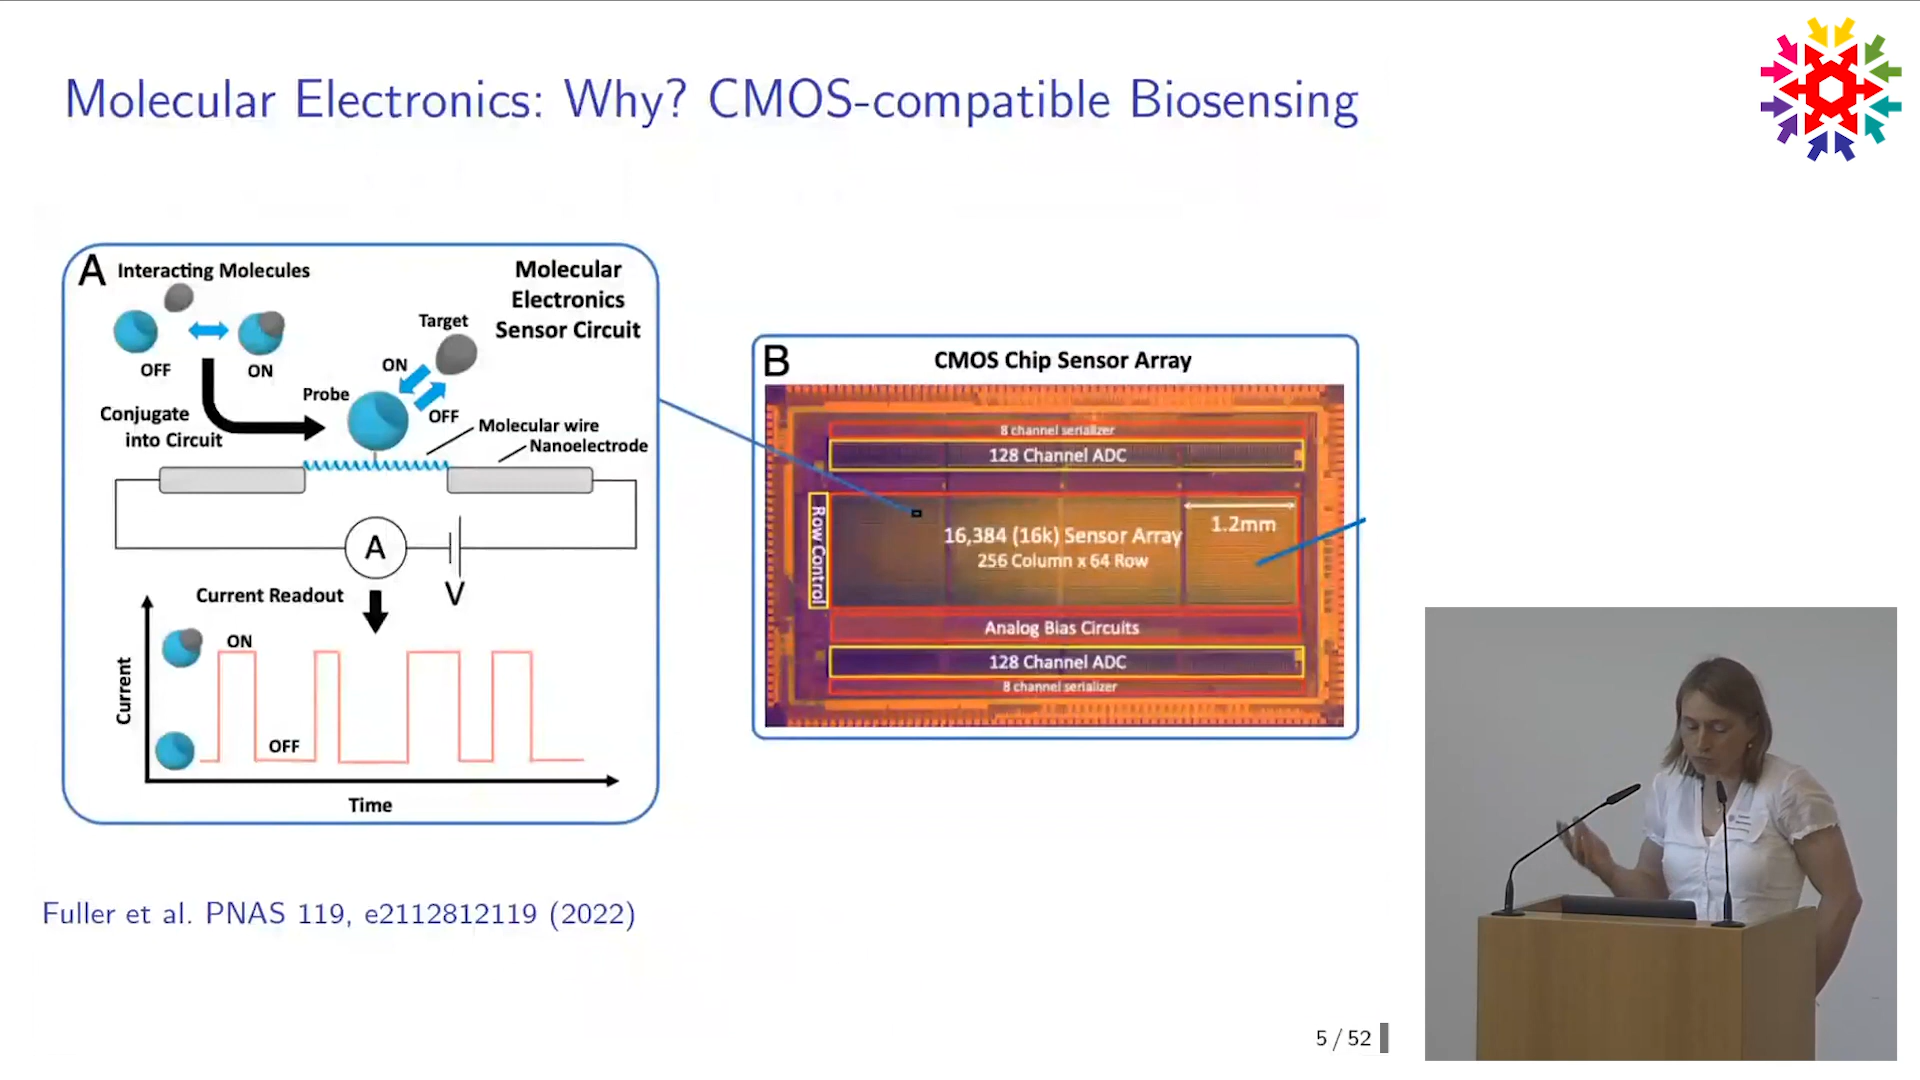 Molecular Electronics: Why? CMOS-compatible Biosensing
A
Interacting Molecules
OFF
ON
Conjugate
into Circuit
Molecular
Electronics
Sensor Circuit
Target
ON
OFF
Probe
Molecular wire
Nanoelectrode
A
V
Current Readout
Current
ON
OFF
Time
B
CMOS Chip Sensor Array
8 channel serializer
128 Channel ADC
Row Control
16,384 (16k) Sensor Array
256 Column x 64 Row
1.2mm
Analog Bias Circuits
128 Channel ADC
8 channel serializer
Fuller et al. PNAS 119, e2112812119 (2022)
5 / 52